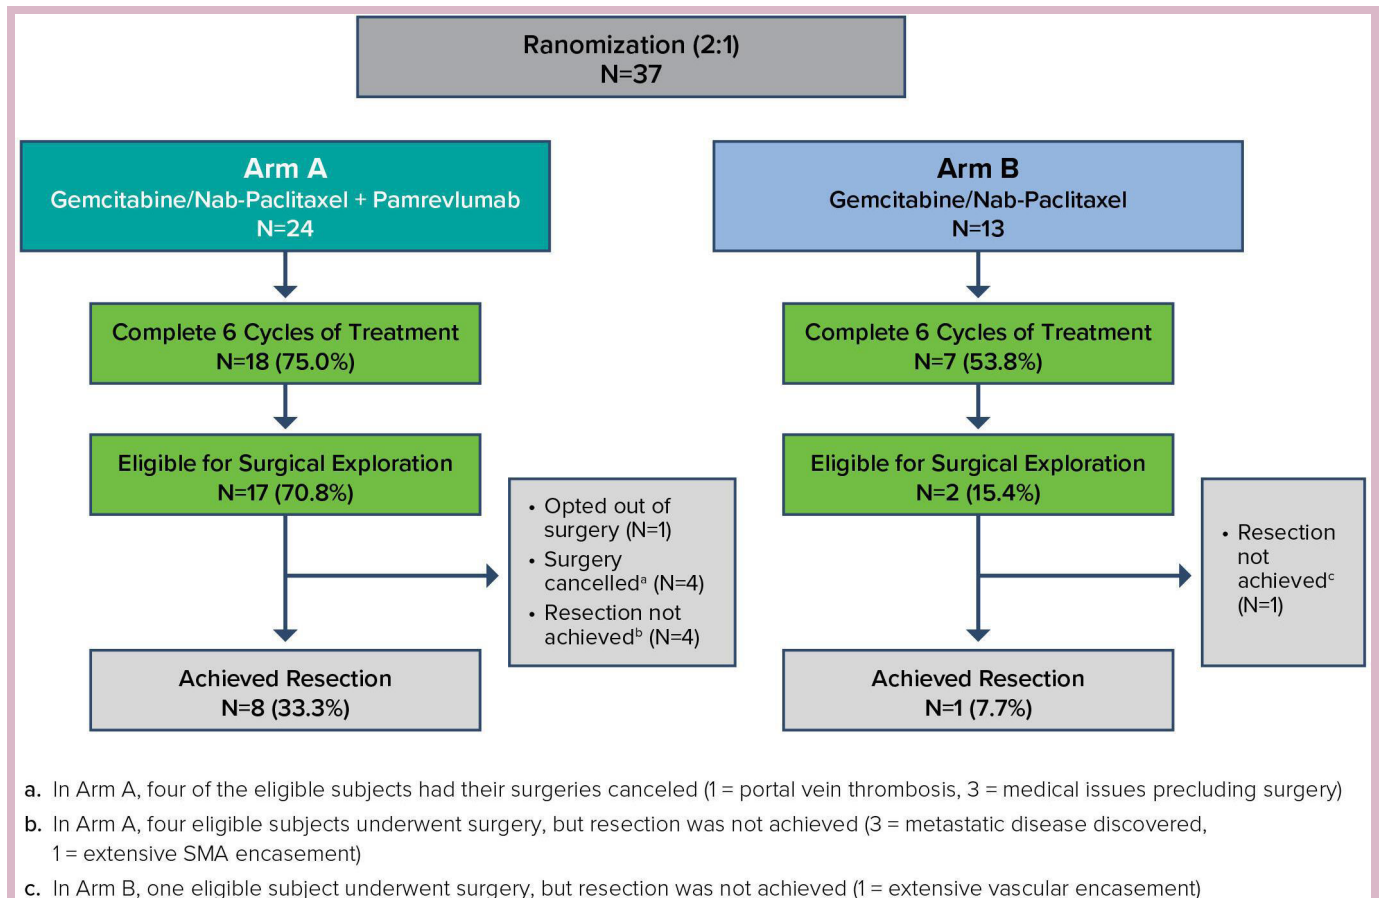 Ranomization (2:1)
N=37
Arm A
Gemcitabine/Nab-Paclitaxel + Pamrevlumab
N=24
Complete 6 Cycles of Treatment
N=18 (75.0%)
Eligible for Surgical Exploration
N=17 (70.8%)
• Opted out of
surgery (N=1)
• Surgery
cancelledᵃ (N=4)
• Resection not
achievedᵇ (N=4)
Achieved Resection
N=8 (33.3%)
Arm B
Gemcitabine/Nab-Paclitaxel
N=13
Complete 6 Cycles of Treatment
N=7 (53.8%)
Eligible for Surgical Exploration
N=2 (15.4%)
• Resection
not
achievedᶜ
(N=1)
Achieved Resection
N=1 (7.7%)
a. In Arm A, four of the eligible subjects had their surgeries canceled (1 = portal vein thrombosis, 3 = medical issues precluding surgery)
b. In Arm A, four eligible subjects underwent surgery, but resection was not achieved (3 = metastatic disease discovered,
1 = extensive SMA encasement)
c. In Arm B, one eligible subject underwent surgery, but resection was not achieved (1 = extensive vascular encasement)